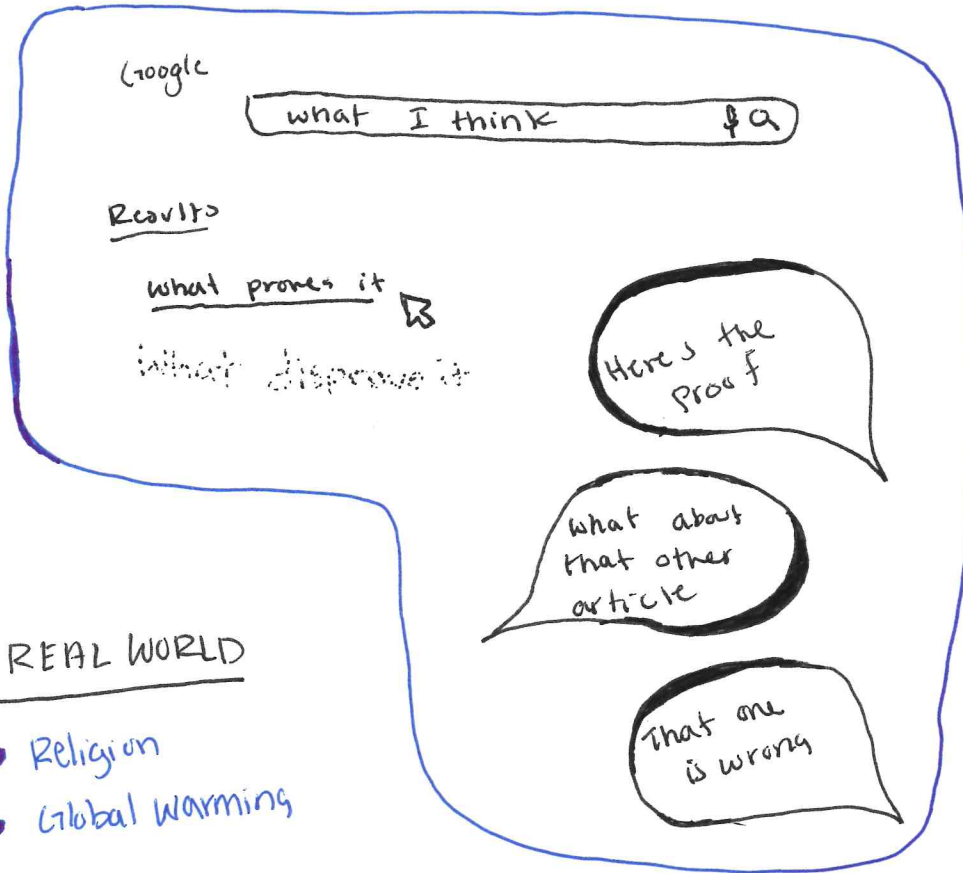 Google
what I think
Results
what proves it
What disprove it
Here's the
proof
what about
that other
article
That one
is wrong
REAL WORLD
Religion
Global Warming